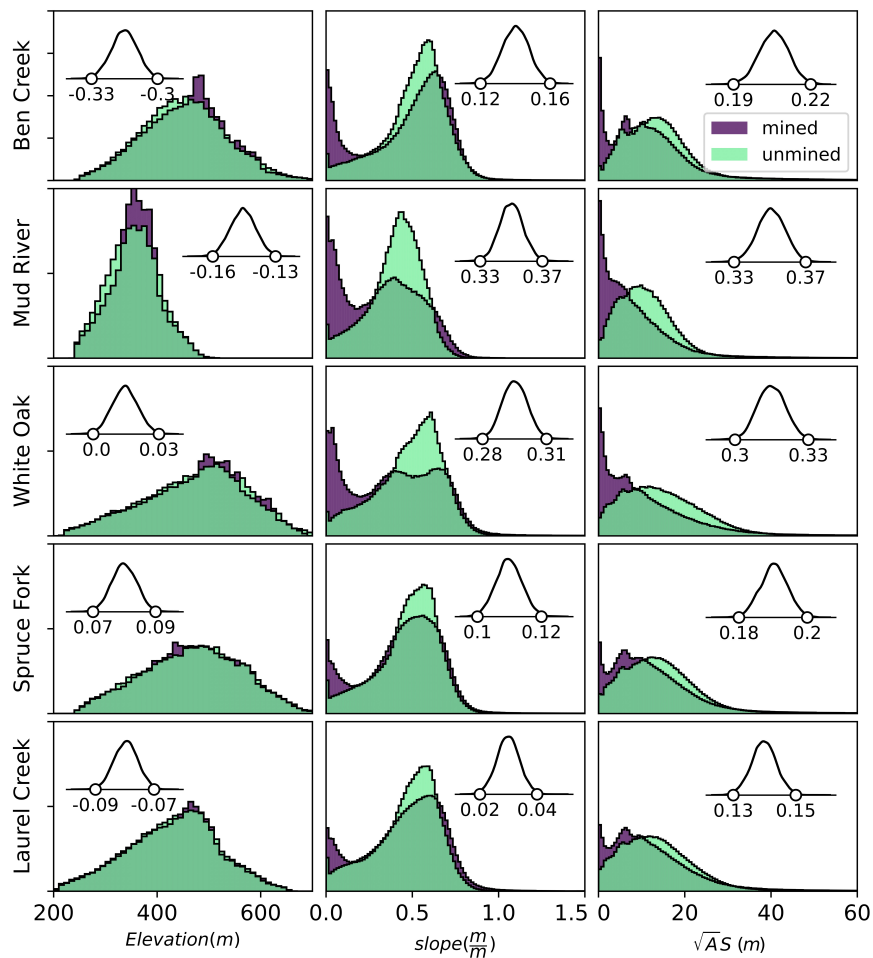 Ben Creek
-0.33 -0.3
0.12 0.16
0.19 0.22
mined
unmined
Mud River
-0.16 -0.13
0.33 0.37
0.33 0.37
White Oak
0.0 0.03
0.28 0.31
0.3 0.33
Spruce Fork
0.07 0.09
0.1 0.12
0.18 0.2
Laurel Creek
-0.09 -0.07
0.02 0.04
0.13 0.15
200 400 600 0.0 0.5 1.0 1.5 0 20 40 60
Elevation(m) slope(m/m) √AS (m)